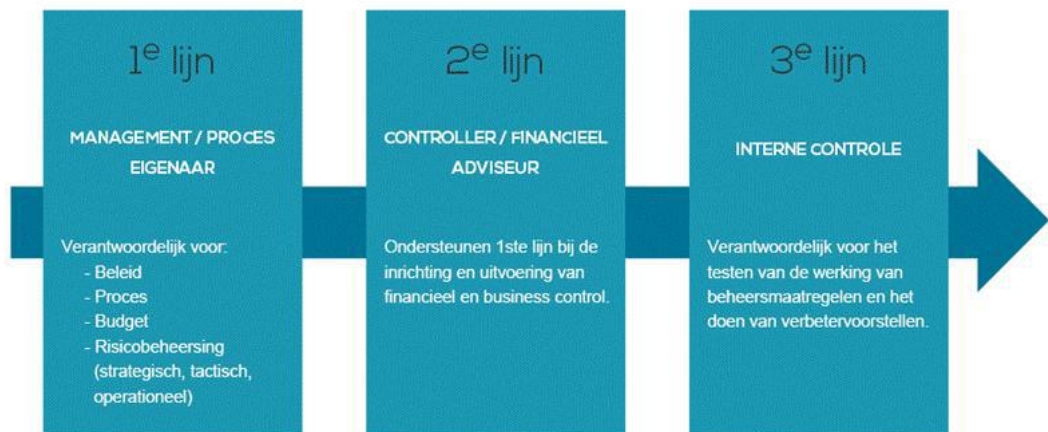 1e lijn
MANAGEMENT / PROCES
EIGENAAR
Verantwoordelijk voor:
- Beleid
- Proces
- Budget
- Risicobeheersing
(strategisch, tactisch,
operationeel)
2e lijn
CONTROLLER / FINANCIEEL
ADVISEUR
Ondersteunen 1ste lijn bij de
inrichting en uitvoering van
financieel en business control.
3e lijn
INTERNE CONTROLE
Verantwoordelijk voor het
testen van de werking van
beheersmaatregelen en het
doen van verbetervoorstellen.